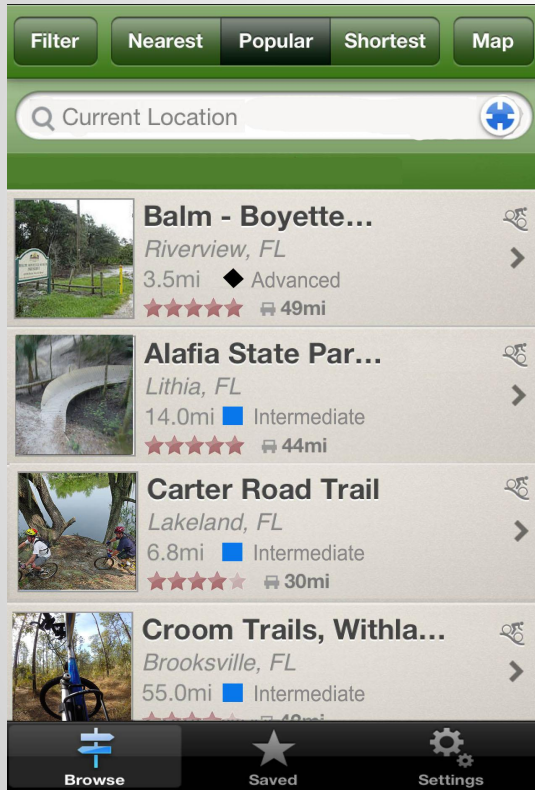 Filter Nearest Popular Shortest Map
Current Location
Balm - Boyette...
Riverview, FL
3.5mi Advanced
49mi
Alafia State Par...
Lithia, FL
14.0mi Intermediate
44mi
Carter Road Trail
Lakeland, FL
6.8mi Intermediate
30mi
Croom Trails, Withla...
Brooksville, FL
55.0mi Intermediate
Browse Saved Settings